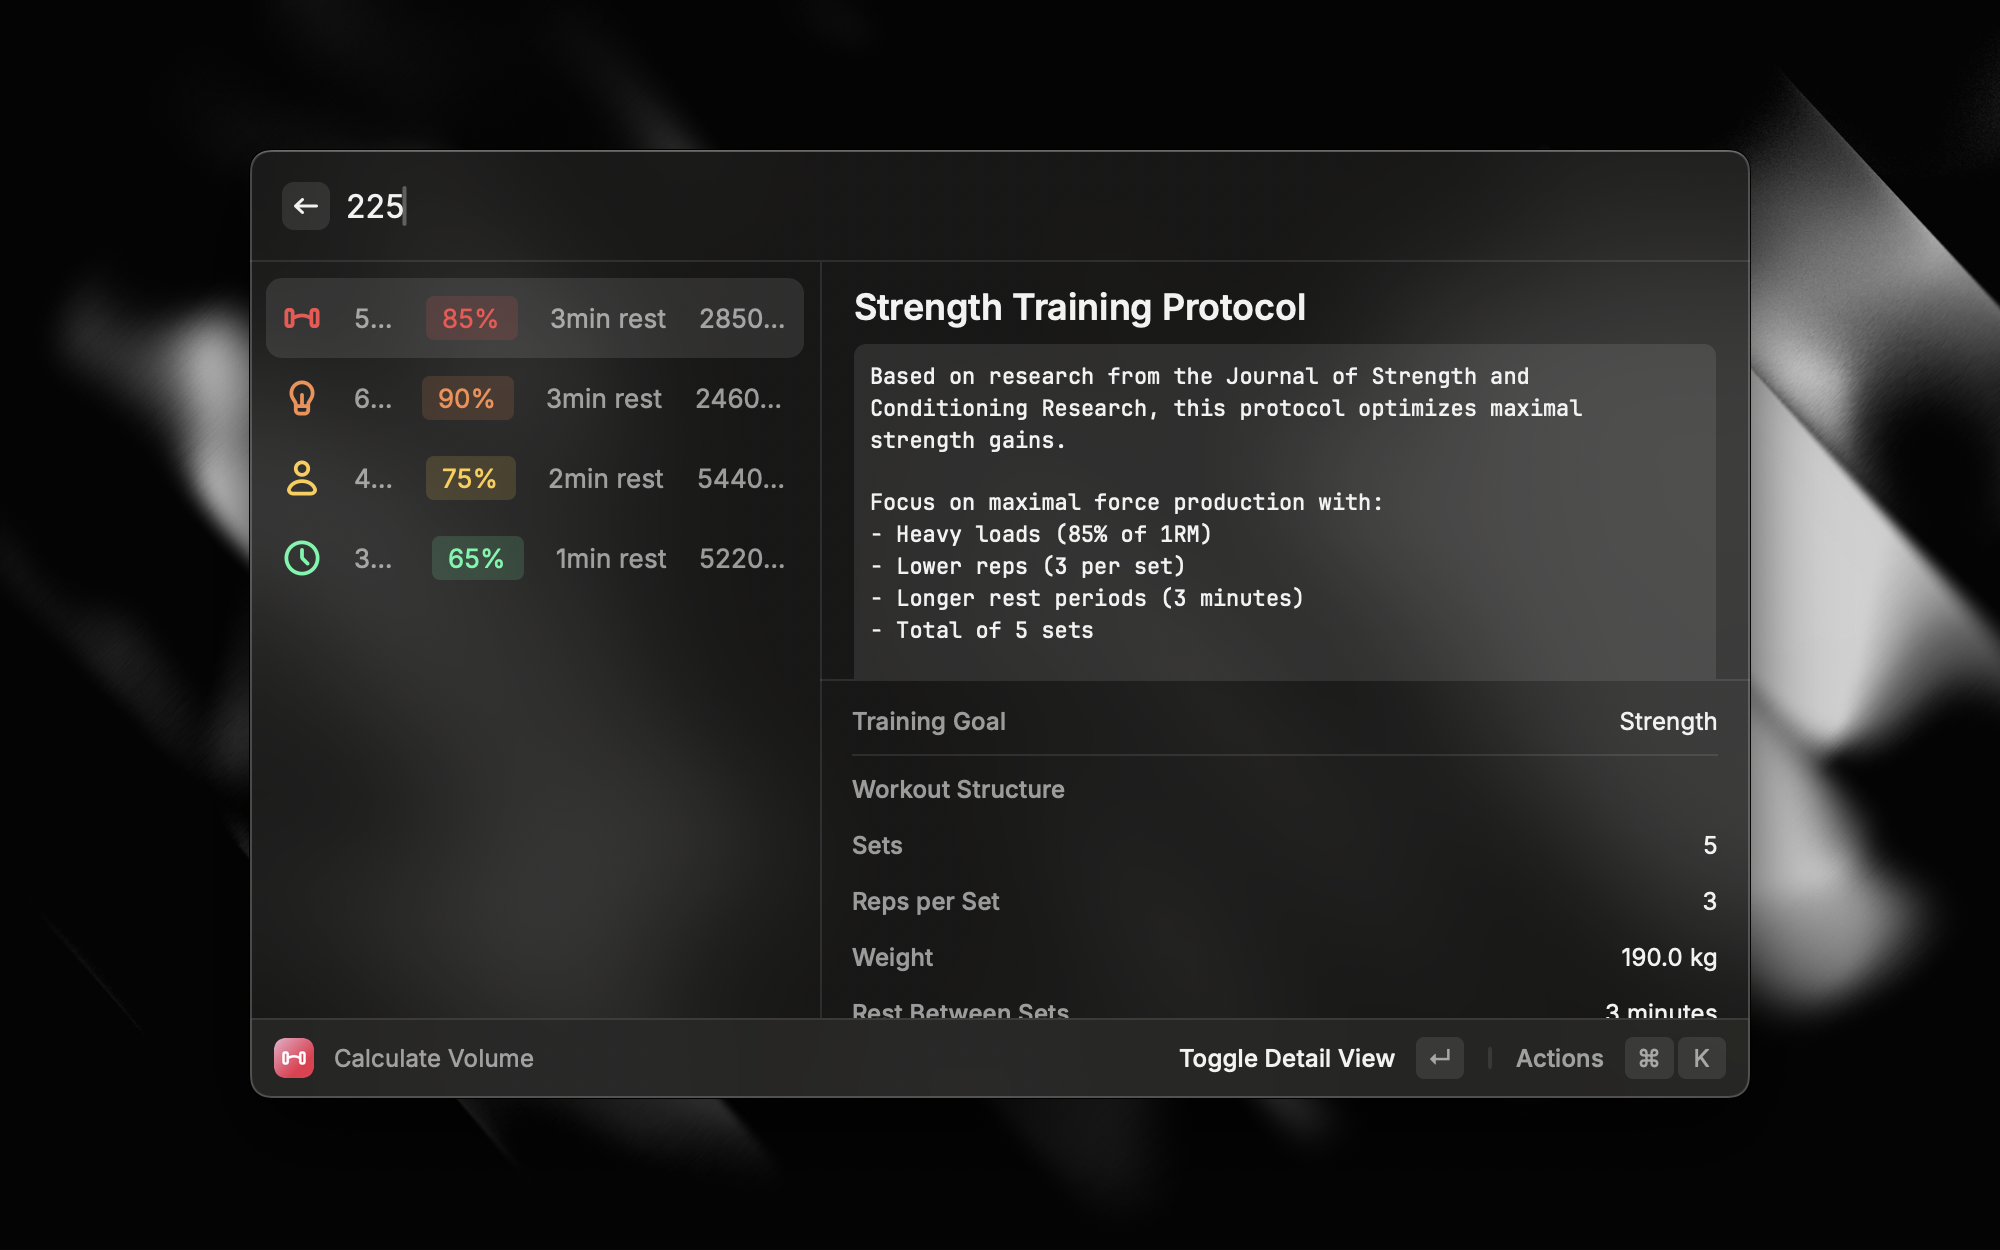 225
5... 85% 3min rest 2850...
6... 90% 3min rest 2460...
4... 75% 2min rest 5440...
3... 65% 1min rest 5220...
Strength Training Protocol
Based on research from the Journal of Strength and
Conditioning Research, this protocol optimizes maximal
strength gains.
Focus on maximal force production with:
- Heavy loads (85% of 1RM)
- Lower reps (3 per set)
- Longer rest periods (3 minutes)
- Total of 5 sets
Training Goal Strength
Workout Structure
Sets 5
Reps per Set 3
Weight 190.0 kg
Rest Between Sets 3 minutes
Calculate Volume
Toggle Detail View ↵ Actions ⌘ K